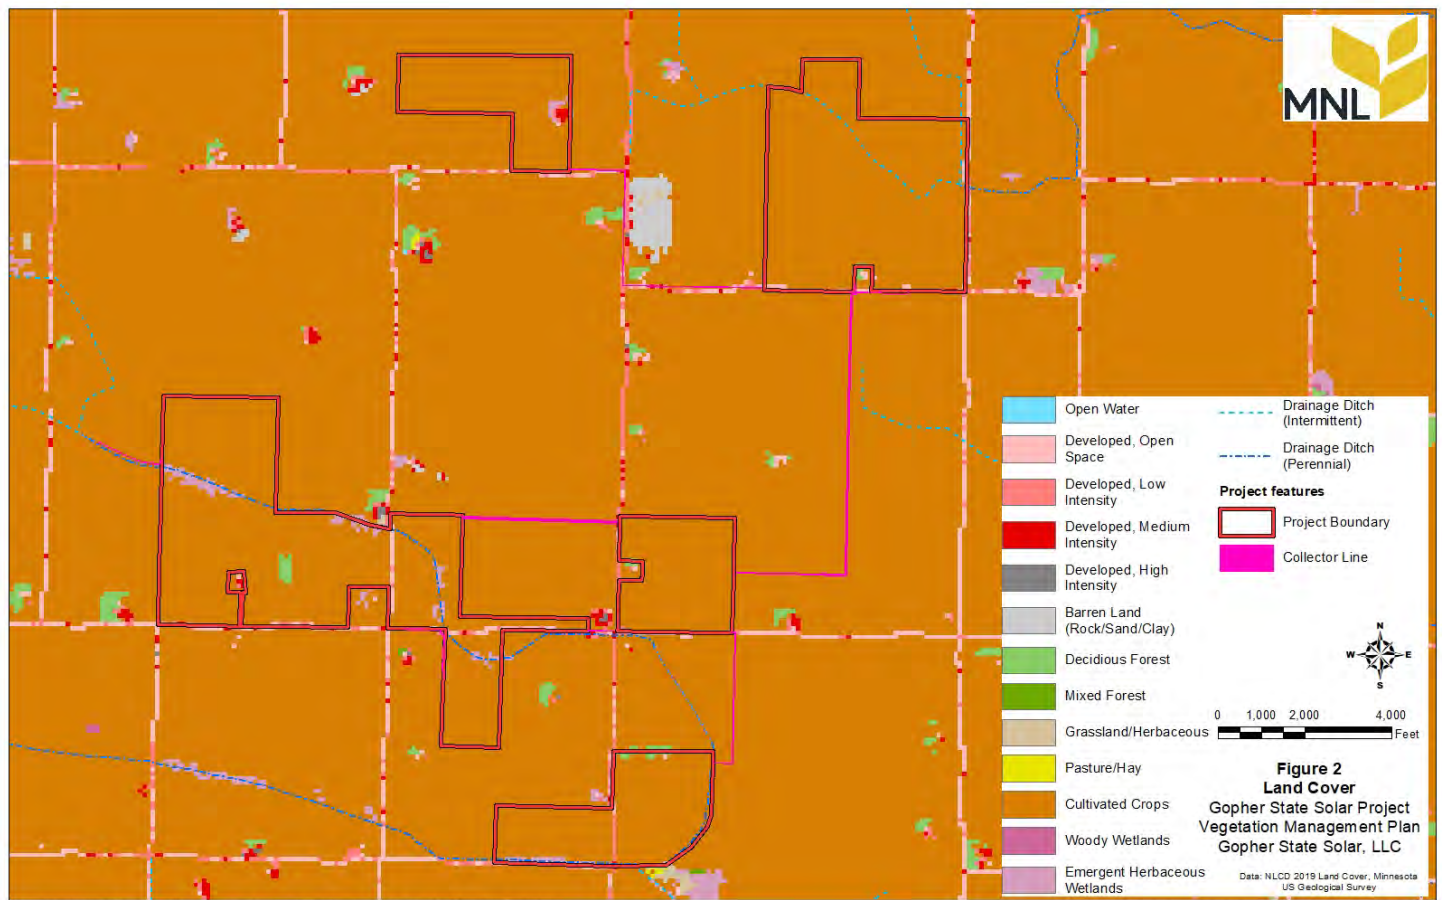 MNL
Open Water
Developed, Open
Space
Developed, Low
Intensity
Developed, Medium
Intensity
Developed, High
Intensity
Barren Land
(Rock/Sand/Clay)
Decidious Forest
Mixed Forest
Grassland/Herbaceous
Pasture/Hay
Cultivated Crops
Woody Wetlands
Emergent Herbaceous
Wetlands
Drainage Ditch
(Intermittent)
Drainage Ditch
(Perennial)
Project features
Project Boundary
Collector Line
N
W E
S
0 1,000 2,000 4,000
Feet
Figure 2
Land Cover
Gopher State Solar Project
Vegetation Management Plan
Gopher State Solar, LLC
Data: NLCD 2019 Land Cover, Minnesota
US Geological Survey